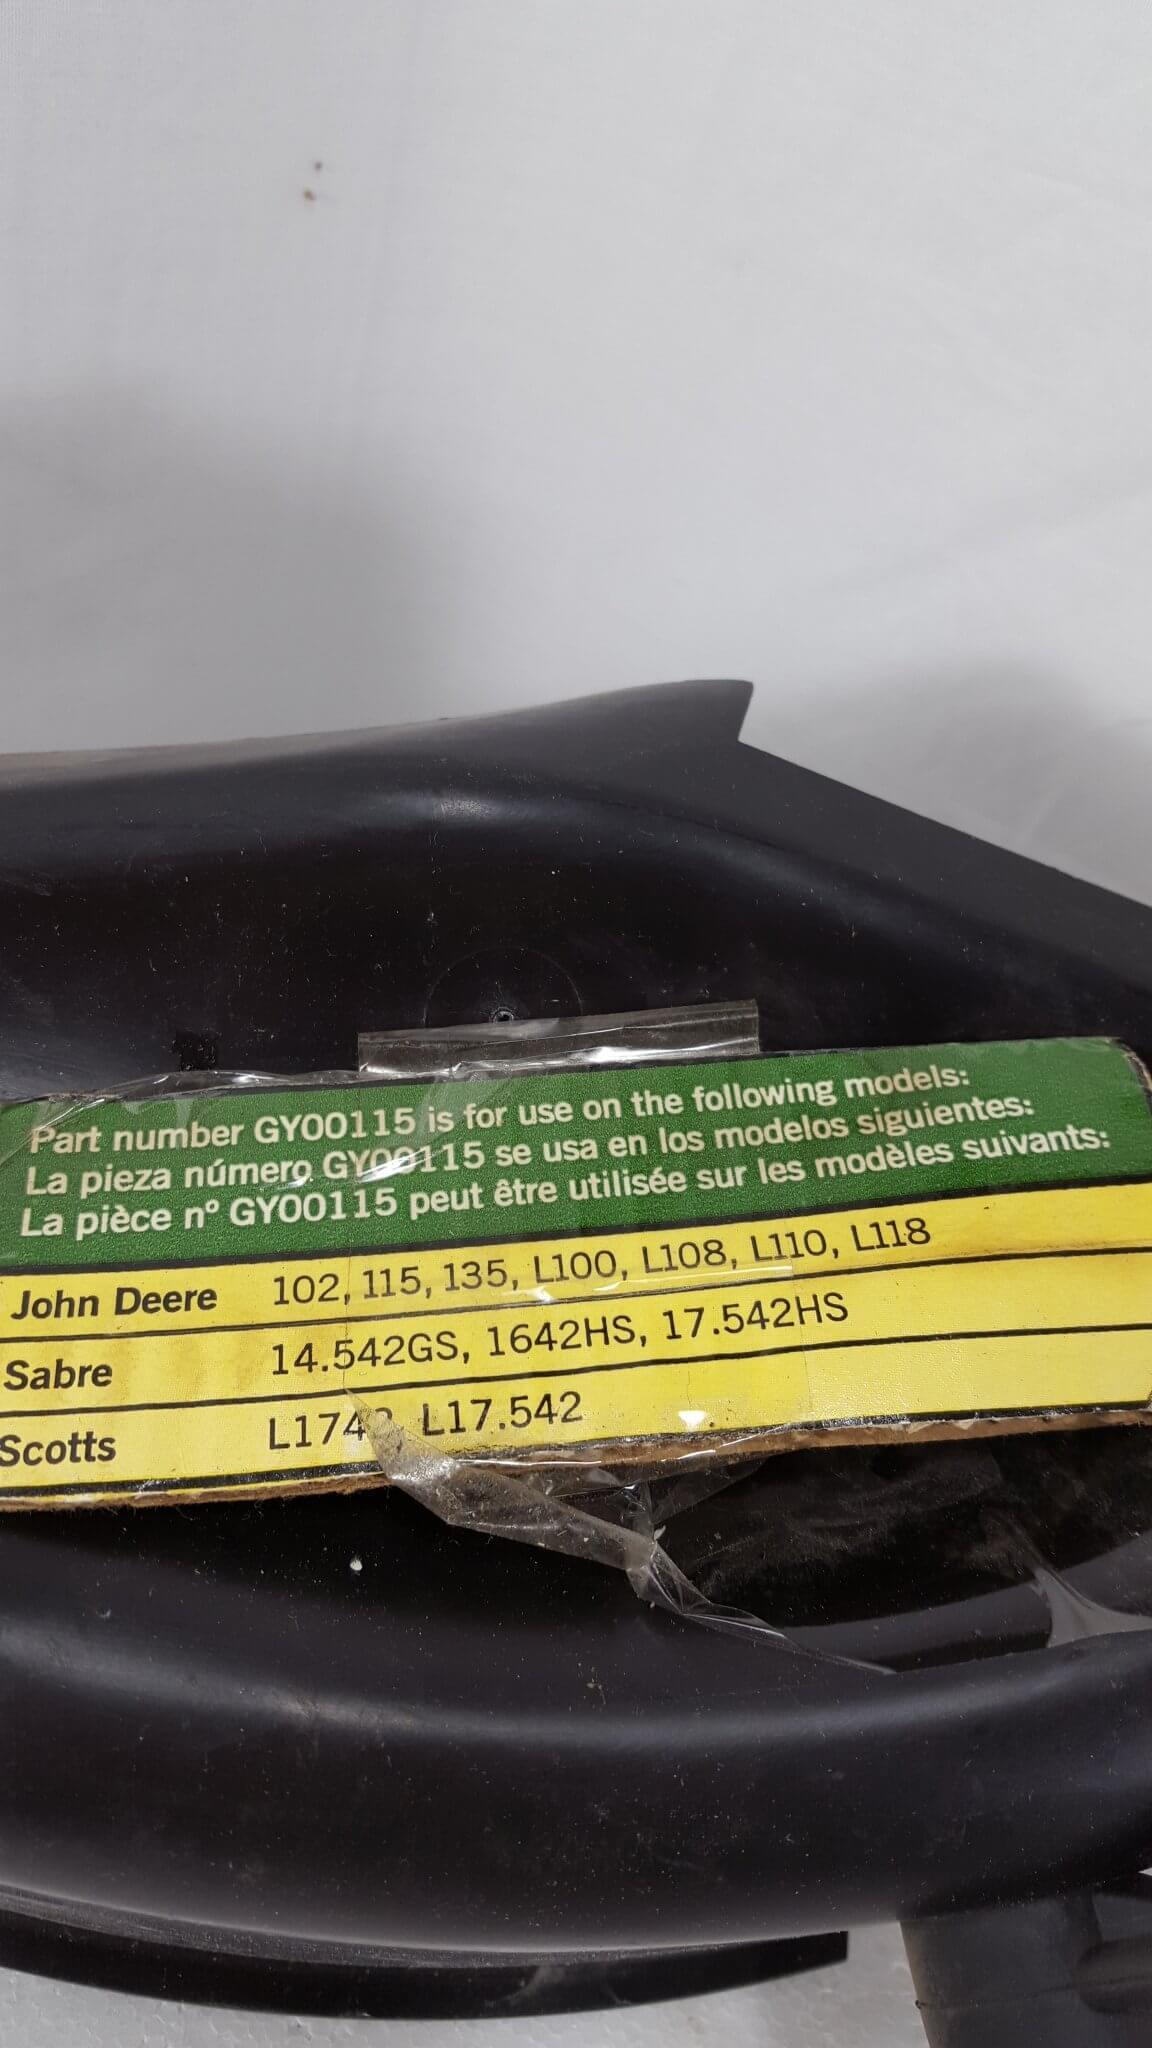 Part number GY00115 is for use on the following models:
La pieza número GY00115 se usa en los modelos siguientes:
La pièce n° GY00115 peut être utilisée sur les modèles suivants:
John Deere 102, 115, 135, L100, L108, L110, L118
Sabre 14.542GS, 1642HS, 17.542HS
Scotts L1742, L17.542